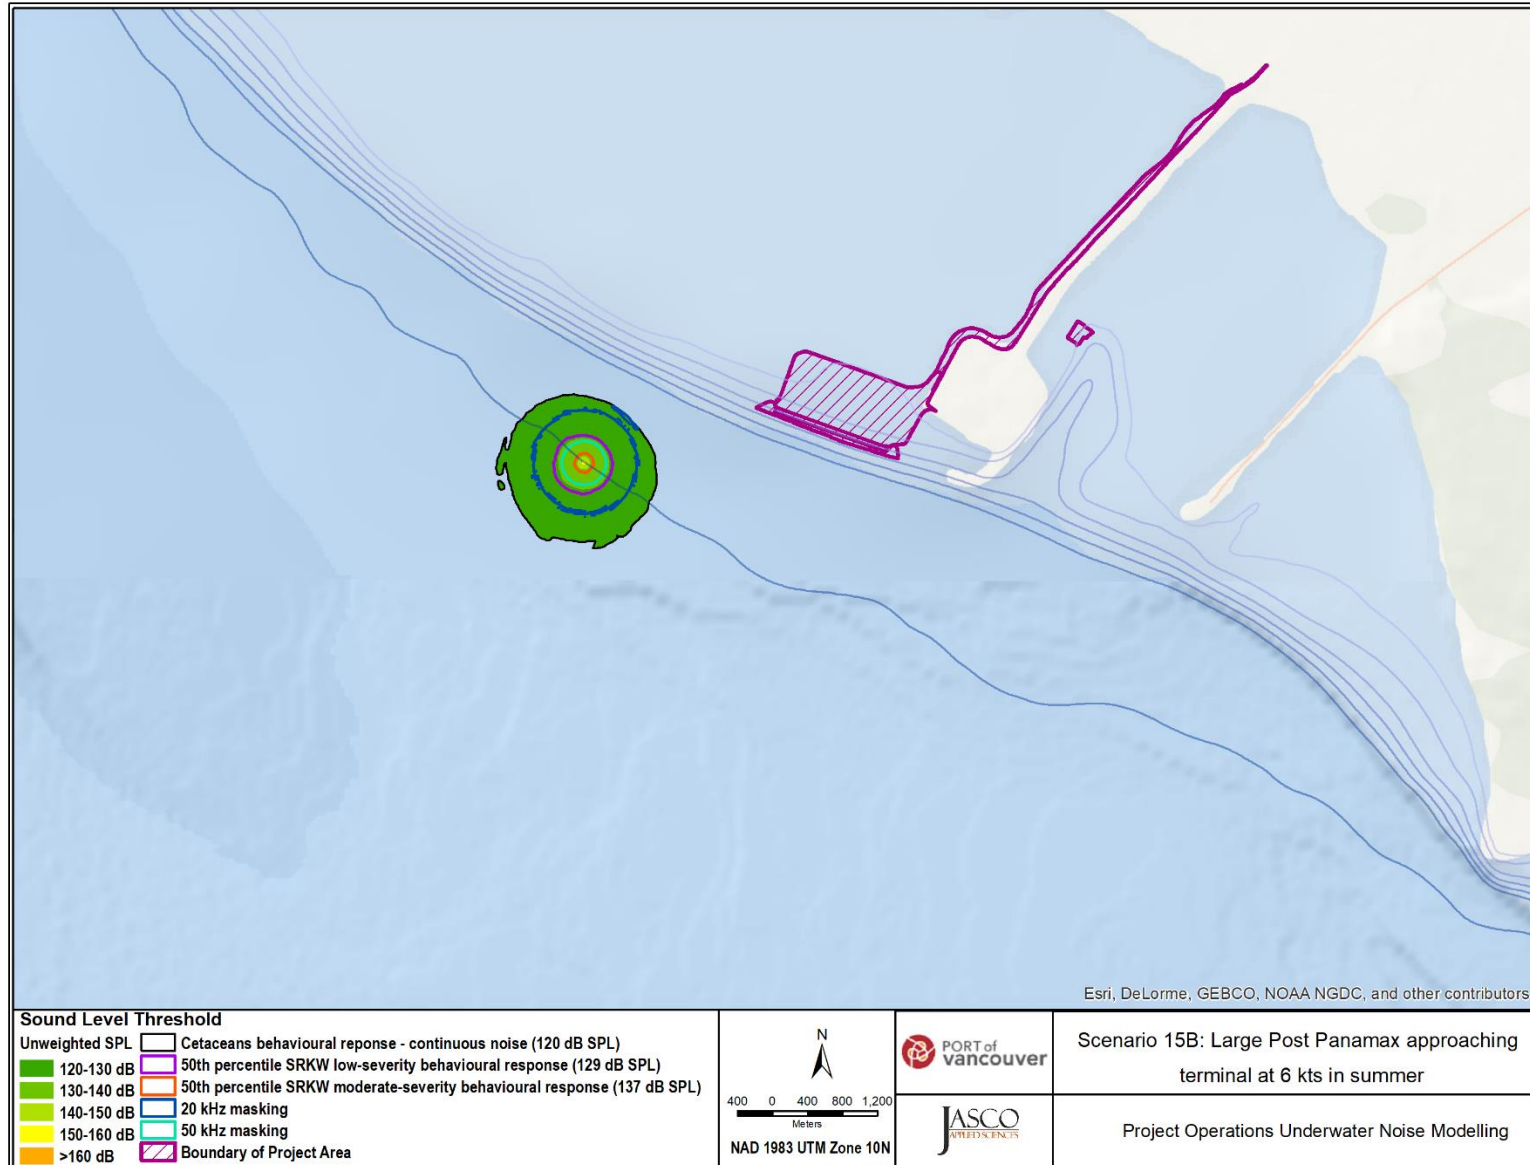 Esri, DeLorme, GEBCO, NOAA NGDC, and other contributors
Sound Level Threshold
Unweighted SPL
120-130 dB
130-140 dB
140-150 dB
150-160 dB
>160 dB
Cetaceans behavioural reponse - continuous noise (120 dB SPL)
50th percentile SRKW low-severity behavioural response (129 dB SPL)
50th percentile SRKW moderate-severity behavioural response (137 dB SPL)
20 kHz masking
50 kHz masking
Boundary of Project Area
N
400 0 400 800 1,200
Meters
NAD 1983 UTM Zone 10N
PORT of
vancouver
JASCO
APPLIED SCIENCES
Scenario 15B: Large Post Panamax approaching
terminal at 6 kts in summer
Project Operations Underwater Noise Modelling